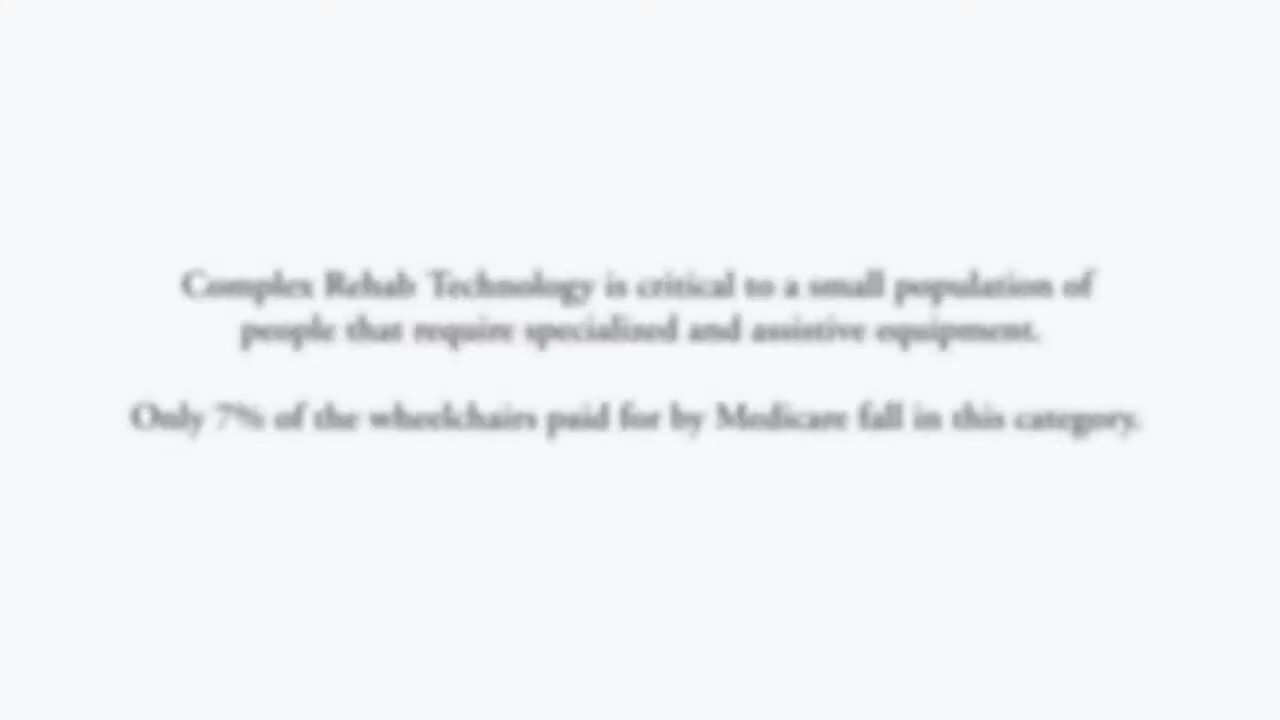 Complex Rehab Technology is critical to a small population of
people that require specialized and assistive equipment.
Only 7% of the wheelchairs paid for by Medicare fall in this category.